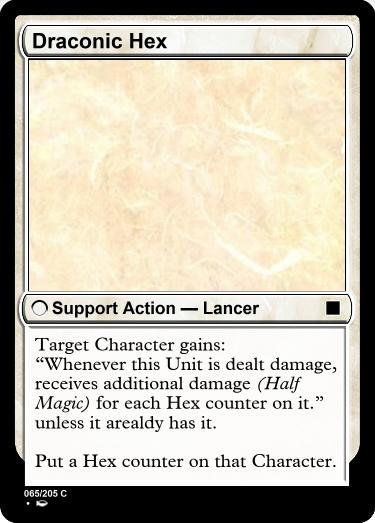 Draconic Hex
Support Action — Lancer
Target Character gains:
“Whenever this Unit is dealt damage,
receives additional damage (Half
Magic) for each Hex counter on it.”
unless it arealdy has it.
Put a Hex counter on that Character.
065/205 C